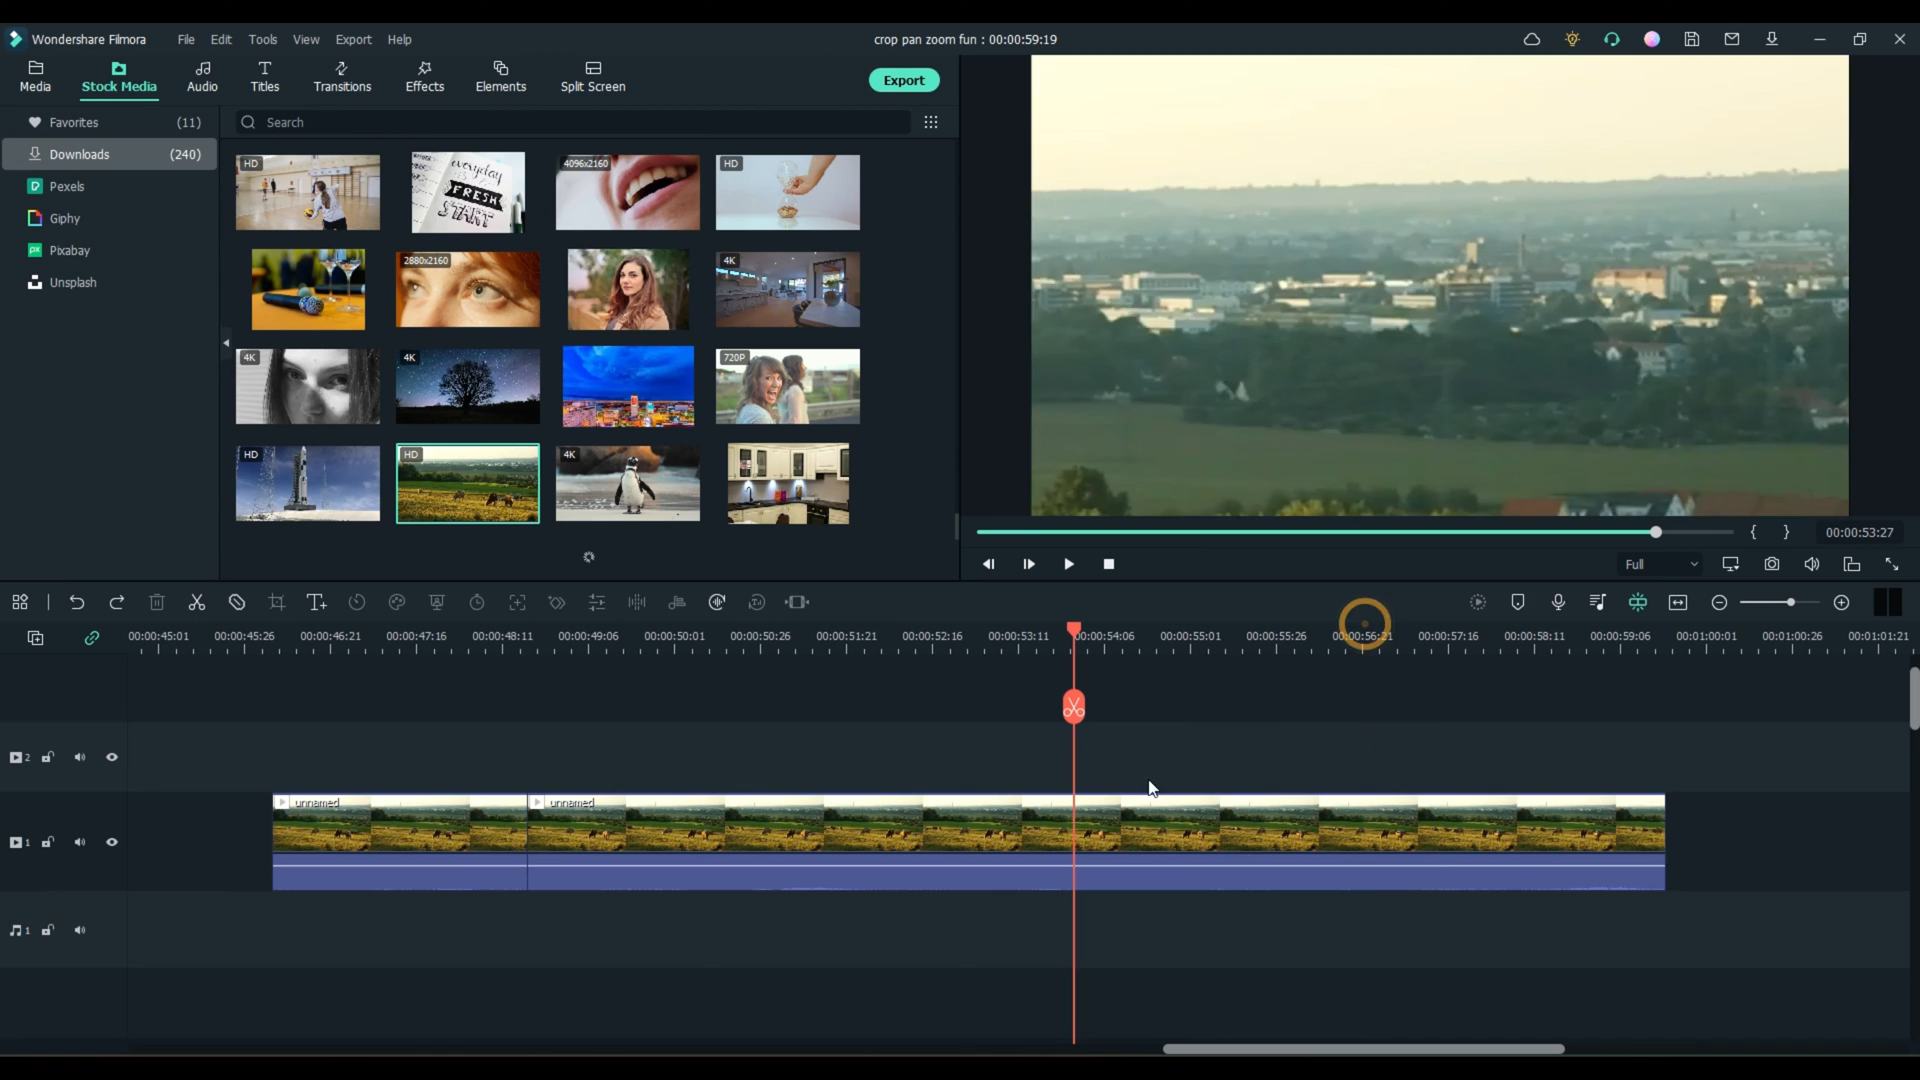 Wondershare Filmora File Edit Tools View Export Help crop pan zoom fun : 00:00:59:19
Media Stock Media Audio Titles Transitions Effects Elements Split Screen Export
Favorites (11)
Search
Downloads (240)
Pexels
Giphy
Pixabay
Unsplash
HD everyday FRESH START 4096x2160 HD
2880x2160 4K
4K 4K 720P
HD HD 4K
00:00:53:27
Full
00:00:45:01 00:00:45:26 00:00:46:21 00:00:47:16 00:00:48:11 00:00:49:06 00:00:50:01 00:00:50:26 00:00:51:21 00:00:52:16 00:00:53:11 00:00:54:06 00:00:55:01 00:00:55:26 00:00:56:21 00:00:57:16 00:00:58:11 00:00:59:06 00:01:00:01 00:01:00:26 00:01:01:21
2
unnamed unnamed
1
1